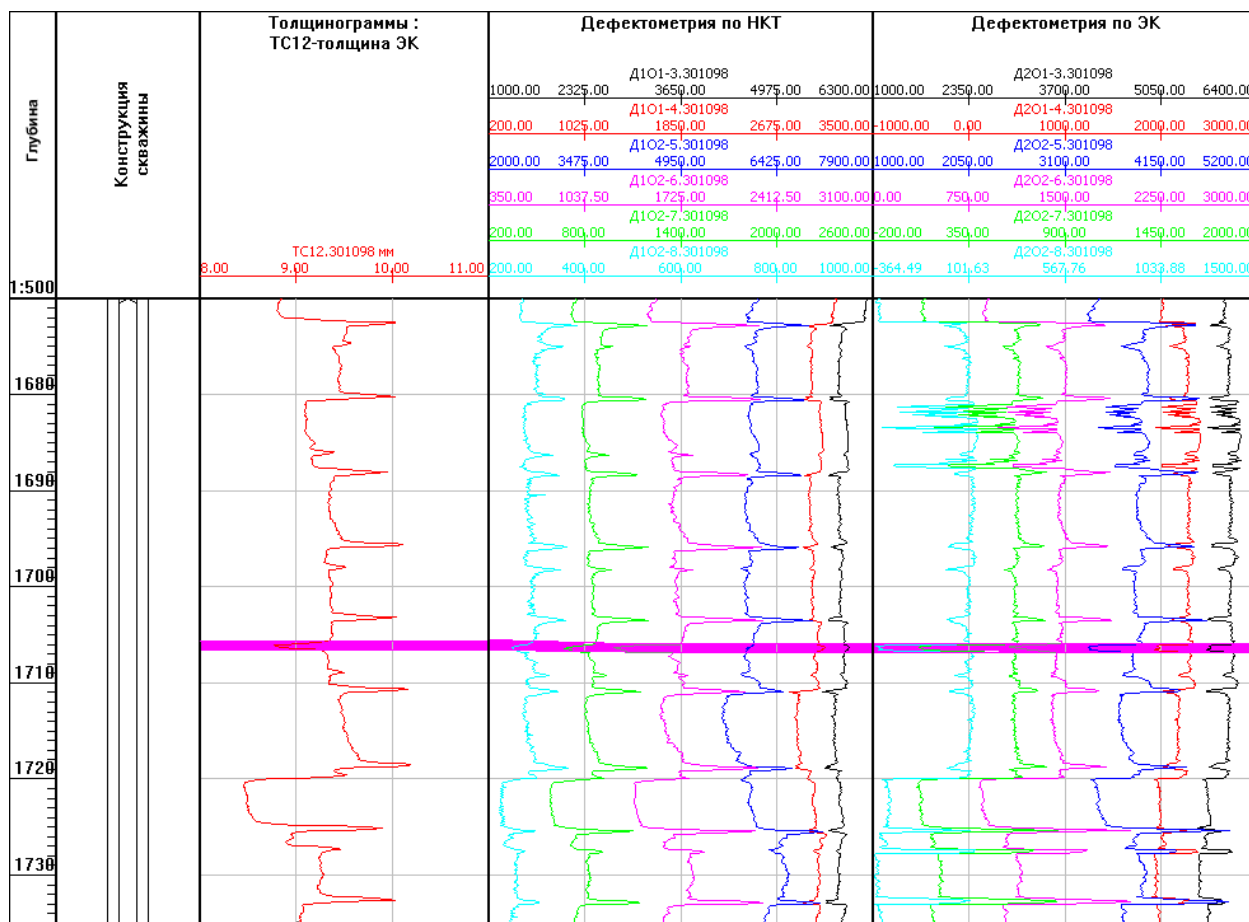 Толщинограммы :
ТС12-толщина ЭК
Дефектометрия по НКТ
Дефектометрия по ЭК
Глубина
Конструкция
скважины
Д1О1-3.301098
1000.00 2325.00 3650.00 4975.00 6300.00
Д1О1-4.301098
200.00 1025.00 1850.00 2675.00 3500.00
Д1О2-5.301098
2000.00 3475.00 4950.00 6425.00 7900.00
Д1О2-6.301098
350.00 1037.50 1725.00 2412.50 3100.00
Д1О2-7.301098
200.00 800.00 1400.00 2000.00 2600.00
Д1О2-8.301098
200.00 400.00 600.00 800.00 1000.00
Д2О1-3.301098
1000.00 2350.00 3700.00 5050.00 6400.00
Д2О1-4.301098
-1000.00 0.00 1000.00 2000.00 3000.00
Д2О2-5.301098
1000.00 2050.00 3100.00 4150.00 5200.00
Д2О2-6.301098
0.00 750.00 1500.00 2250.00 3000.00
Д2О2-7.301098
-200.00 350.00 900.00 1450.00 2000.00
Д2О2-8.301098
-364.49 101.63 567.76 1033.88 1500.00
ТС12.301098 мм
8.00 9.00 10.00 11.00
1:500
1680
1690
1700
1710
1720
1730